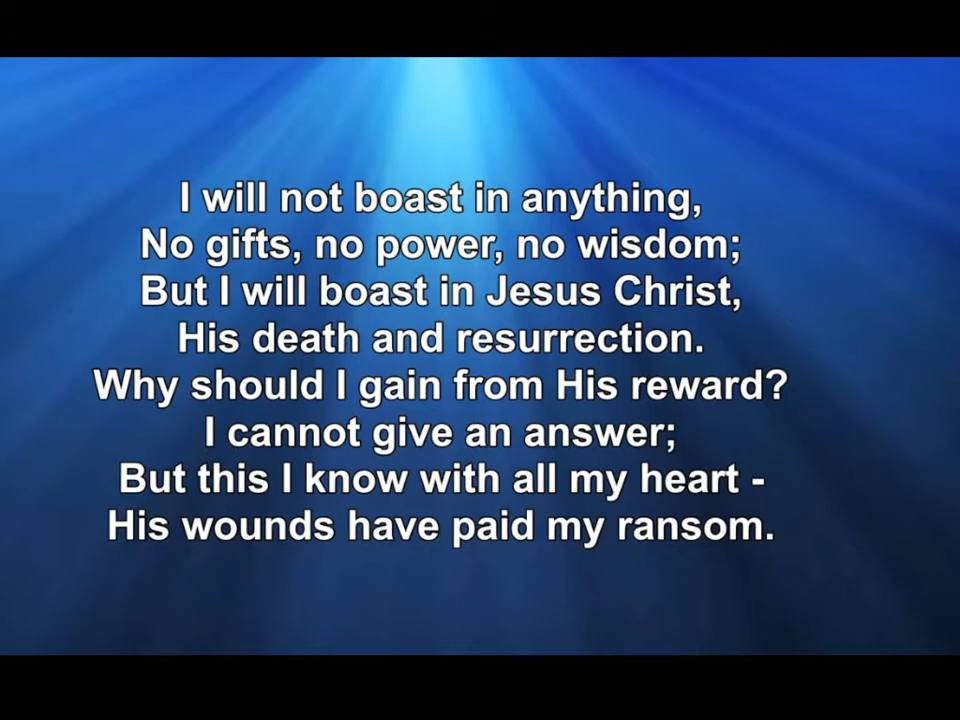 I will not boast in anything,
No gifts, no power, no wisdom;
But I will boast in Jesus Christ,
His death and resurrection.
Why should I gain from His reward?
I cannot give an answer;
But this I know with all my heart -
His wounds have paid my ransom.